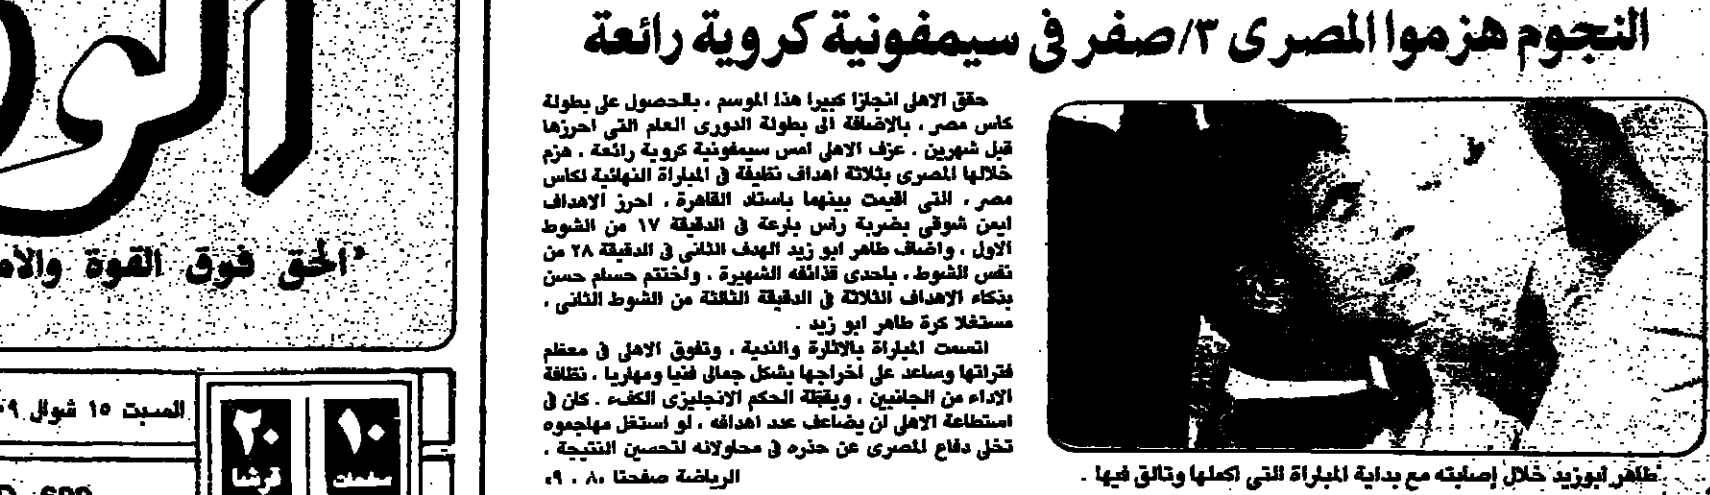 النجوم هزموا المصرى ٣/صفر فى سيمفونية كروية رائعة
حقق الاهلى انجازا كبيرا هذا الموسم ، بالحصول على بطولة
كأس مصر ، بالاضافة الى بطولة الدورى العام التى احرزها
قبل شهرين . عزف الاهلى امس سيمفونية كروية رائعة . هزم
خلالها المصرى بثلاثة اهداف نظيفة فى المباراة النهائية لكأس
مصر ، التى اقيمت بينهما باستاد القاهرة . احرز الاهداف
ايمن شوقى بضربة راس بارعة فى الدقيقة ١٧ من الشوط
الاول ، واضاف طاهر ابو زيد الهدف الثانى فى الدقيقة ٢٨ من
نفس الشوط ، باحدى قذائفه الشهيرة . واختتم حسام حسن
بذكاء الاهداف الثلاثة فى الدقيقة الثالثة من الشوط الثانى ،
مستغلا كرة طاهر ابو زيد .
اتسمت المباراة بالاثارة والندية ، وتفوق الاهلى فى معظم
فتراتها وساعد على اخراجها بشكل جمالى فنيا ومهاريا ، نظافة
الاداء من الجانبين ، ويقظة الحكم الانجليزى الكفء . كان فى
استطاعة الاهلى ان يضاعف عدد اهدافه ، لو استغل مهاجموه
تخلى دفاع المصرى عن حذره فى محاولاته لتحسين النتيجة .
الرياضة صفحتا ٨ ، ٩
طاهر ابوزيد خلال إصابته مع بداية المباراة التى اكملها وتالق فيها .
الحق فوق القوة
السبت ١٥ شوال
١٠
صفحات
٢٠
قرشا